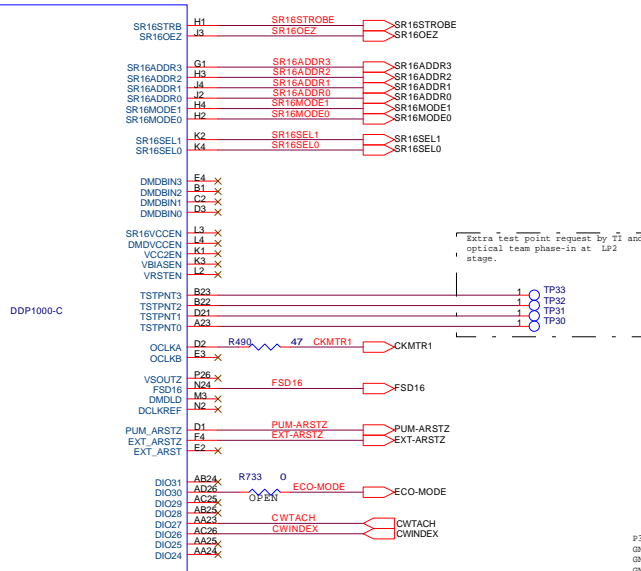 SR16STRB H1 SR16STROBE SR16STROBE
SR16OEZ J3 SR16OEZ SR16OEZ
SR16ADDR3 G1 SR16ADDR3 SR16ADDR3
SR16ADDR2 H3 SR16ADDR2 SR16ADDR2
SR16ADDR1 J4 SR16ADDR1 SR16ADDR1
SR16ADDR0 J2 SR16ADDR0 SR16ADDR0
SR16MODE1 H4 SR16MODE1 SR16MODE1
SR16MODE0 H2 SR16MODE0 SR16MODE0
SR16SEL1 K2 SR16SEL1 SR16SEL1
SR16SEL0 K4 SR16SEL0 SR16SEL0
DMDBIN3 E4
DMDBIN2 B1
DMDBIN1 C2
DMDBIN0 D3
SR16VCCEN L3
DMDVCCEN L4
VCC2EN K1
VBIASEN K3
VRSTEN L2
Extra test point request by TI and
optical team phase-in at LP2
stage.
TSTPNT3 B23 1 TP33
TSTPNT2 B22 1 TP32
TSTPNT1 D21 1 TP31
TSTPNT0 A23 1 TP30
DDP1000-C
OCLKA D2 R490 47 CKMTR1 CKMTR1
OCLKB E3
VSOUTZ P26
FSD16 N24 FSD16 FSD16
DMDLD M3
DCLKREF N2
PUM_ARSTZ D1 PUM-ARSTZ PUM-ARSTZ
EXT_ARSTZ F4 EXT-ARSTZ EXT-ARSTZ
EXT_ARST E2
DIO31 AB24 R733 0
DIO30 AD26 OPEN ECO-MODE ECO-MODE
DIO29 AC25
DIO28 AB25
DIO27 AA23 CWTACH CWTACH
DIO26 AC26 CWINDEX CWINDEX
DIO25 AA25
DIO24 AA24